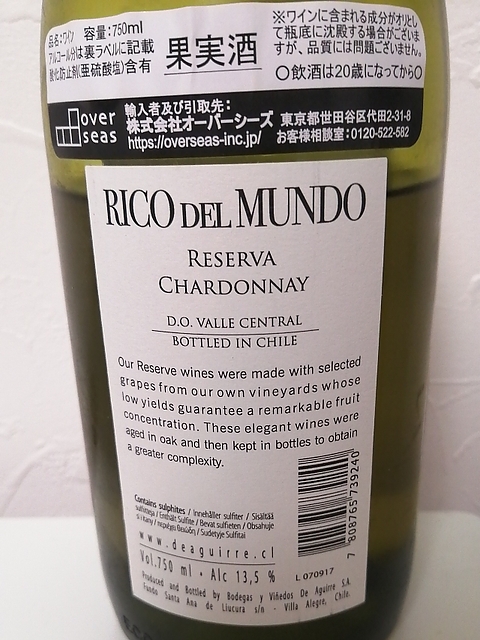 品名:ワイン 容量:750ml
アルコール分は裏ラベルに記載
酸化防止剤(亜硫酸塩)含有
果実酒
※ワインに含まれる成分がオリとし
て瓶底に沈殿する場合がございま
すが、品質には問題ございません。
〇飲酒は20歳になってから〇
over
seas
輸入者及び引取先:
株式会社オーバーシーズ 東京都世田谷区代田2-31-8
https://overseas-inc.jp/ お客様相談室:0120-522-582
RICO DEL MUNDO
RESERVA
CHARDONNAY
D.O. VALLE CENTRAL
BOTTLED IN CHILE
Our Reserve wines were made with selected
grapes from our own vineyards whose
low yields guarantee a remarkable fruit
concentration. These elegant wines were
aged in oak and then kept in bottles to obtain
a greater complexity.
Contains sulphites / Innehåller sulfiter / Sisältää
sulfiitteja / Enthält Sulfite / Bevat sulfieten / Obsahuje
www.deaguirre.cl
Vol.750 ml • Alc 13,5 %
L 070917
Produced and Bottled by Bodegas y Viñedos De Aguirre S.A.
Fundo Santa Ana de Liucura s/n - Villa Alegre, Chile.
7 808765 739240